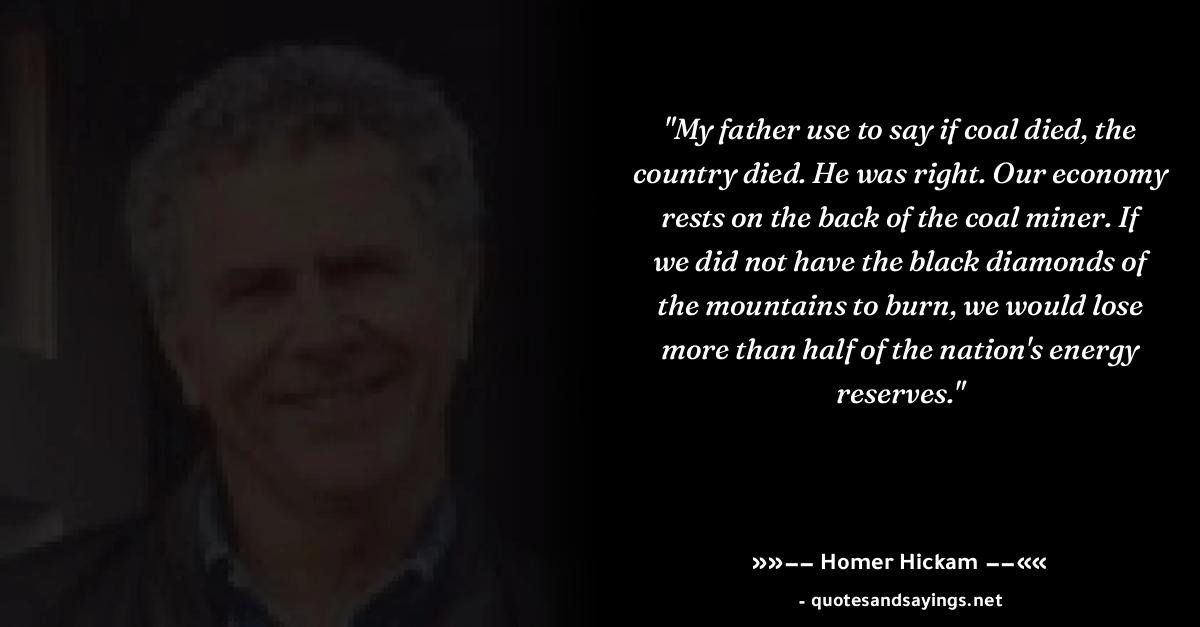 "My father use to say if coal died, the
country died. He was right. Our economy
rests on the back of the coal miner. If
we did not have the black diamonds of
the mountains to burn, we would lose
more than half of the nation's energy
reserves."
»»−− Homer Hickam −−««
- quotesandsayings.net